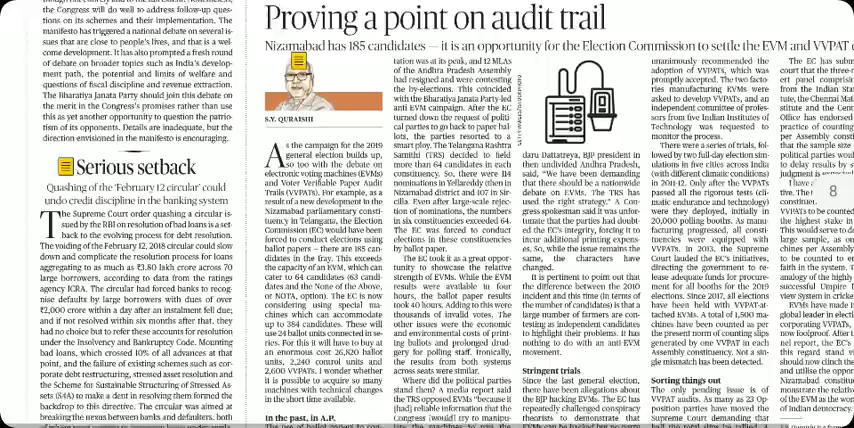 the Congress will do well to address follow-up ques-
tions on its schemes and their implementation. The
manifesto has triggered a national debate on several is-
sues that are close to people's lives, and that is a wel-
come development. It has also prompted a fresh round
of debate on broader topics such as India's develop-
ment path, the potential and limits of welfare and
questions of fiscal discipline and revenue extraction.
The Bharatiya Janata Party should join this debate on
the merit in the Congress's promises rather than use
this as yet another opportunity to question the patrio-
tism of its opponents. Details are inadequate, but the
direction envisioned in the manifesto is encouraging.
Serious setback
Quashing of the 'February 12 circular' could
undo credit discipline in the banking system
The Supreme Court order quashing a circular is-
sued by the RBI on resolution of bad loans is a set-
back to the evolving process for debt resolution.
The voiding of the February 12, 2018 circular could slow
down and complicate the resolution process for loans
aggregating to as much as ₹3.80 lakh crore across 70
large borrowers, according to data from the ratings
agency ICRA. The circular had forced banks to recog-
nise defaults by large borrowers with dues of over
₹2,000 crore within a day after an instalment fell due;
and if not resolved within six months after that, they
had no choice but to refer these accounts for resolution
under the Insolvency and Bankruptcy Code. Mounting
bad loans, which crossed 10% of all advances at that
point, and the failure of existing schemes such as cor-
porate debt restructuring, stressed asset resolution and
the Scheme for Sustainable Structuring of Stressed As-
sets (S4A) to make a dent in resolving them formed the
backdrop to this directive. The circular was aimed at
breaking the nexus between banks and defaulters, both
Proving a point on audit trail
Nizamabad has 185 candidates — it is an opportunity for the Election Commission to settle the EVM and VVPAT
S.Y. QURAISHI
As the campaign for the 2019
general election builds up,
so too with the debate on
electronic voting machines (EVMs)
and Voter Verifiable Paper Audit
Trails (VVPATs). For example, as a
result of a new development in the
Nizamabad parliamentary consti-
tuency in Telangana, the Election
Commission (EC) would have been
forced to conduct elections using
ballot papers – there are 185 can-
didates in the fray. This exceeds
the capacity of an EVM, which can
cater to 64 candidates (63 candi-
dates and the None of the Above,
or NOTA, option). The EC is now
considering using special ma-
chines which can accommodate
up to 384 candidates. These will
use 24 ballot units connected in se-
ries. For this it will have to buy at
an enormous cost 26,820 ballot
units, 2,240 control units and
2,600 VVPATs. I wonder whether
it is possible to acquire so many
machines with technical changes
in the short time available.
In the past, in A.P.
tation was at its peak, and 12 MLAs
of the Andhra Pradesh Assembly
had resigned and were contesting
the by-elections. This coincided
with the Bharatiya Janata Party-led
anti EVM campaign. After the EC
turned down the request of politi-
cal parties to go back to paper bal-
lots, the parties resorted to a
smart ploy. The Telangana Rashtra
Samithi (TRS) decided to field
more than 64 candidates in each
constituency. So, there were 114
nominations in Yellareddy (then in
Nizamabad district and 107 in Sir-
cilla. Even after large-scale rejec-
tion of nominations, the numbers
in six constituencies exceeded 64.
The EC was forced to conduct
elections in these constituencies
by ballot paper.
The EC took it as a great oppor-
tunity to showcase the relative
strength of EVMs. While the EVM
results were available in four
hours, the ballot paper results
took 40 hours. Adding to this were
thousands of invalid votes. The
other issues were the economic
and environmental costs of print-
ing ballots and prolonged drud-
gery for polling staff. Ironically,
the results from both systems
across seats were similar.
Where did the political parties
stand then? A media report said
the TRS opposed EVMs "because it
[had] reliable information that the
Congress [would] try to manipu-
daru Dattatreya, BJP president in
then undivided Andhra Pradesh,
said, "We have been demanding
that there should be a nationwide
debate on EVMs. The TRS has
used the right strategy." A Con-
gress spokesman said it was unfor-
tunate that the parties had doubt-
ed the EC's integrity, forcing it to
incur additional printing expens-
es. So, while the issue remains the
same, the characters have
changed.
It is pertinent to point out that
the difference between the 2010
incident and this time (in terms of
the number of candidates) is that a
large number of farmers are con-
testing as independent candidates
to highlight their problems. It has
nothing to do with an anti-EVM
movement.
Stringent trials
Since the last general election,
there have been allegations about
the BJP hacking EVMs. The EC has
repeatedly challenged conspiracy
theorists to demonstrate that
unanimously recommended the
adoption of VVPATs, which was
promptly accepted. The two facto-
ries manufacturing EVMs were
asked to develop VVPATs, and an
independent committee of profes-
sors from five Indian Institutes of
Technology was requested to
monitor the process.
There were a series of trials, fol-
lowed by two full-day election sim-
ulations in five cities across India
(with different climatic conditions)
in 2011-12. Only after the VVPATs
passed all the rigorous tests (cli-
matic endurance and technology)
were they deployed, initially in
20,000 polling booths. As manu-
facturing progressed, all consti-
tuencies were equipped with
VVPATs. In 2013, the Supreme
Court lauded the EC's initiatives,
directing the government to re-
lease adequate funds for procure-
ment for all booths for the 2019
elections. Since 2017, all elections
have been held with VVPAT-at-
tached EVMs. A total of 1,500 ma-
chines have been counted as per
the present norm of counting slips
generated by one VVPAT in each
Assembly constituency. Not a sin-
gle mismatch has been detected.
Sorting things out
The only pending issue is of
VVPAT audits. As many as 23 Op-
position parties have moved the
Supreme Court demanding that
The EC has subm
court that the three-m
ert panel comprising
from the Indian Stat
tute, the Chennai Mat
stitute and the Centr
Office has endorsed
practice of counting
per Assembly consti
political parties woul
to delay results by s
judgment is
I have
tive. The
constituen
VVPATs to be counted
the highest stake in
This would serve to de
large sample, as on
chines per Assembly
to be counted to er
faith in the system. T
analogy of the highly
successful Umpire
view System in cricke
EVMs have made I
global leader in electi
corporating VVPATs,
now foolproof. After t
nel report, the EC's
this regard stand v
should now clinch the
and utilise the oppor
Nizamabad constitue
monstrate the relativ
of the EVM as the won
of Indian democracy.
8